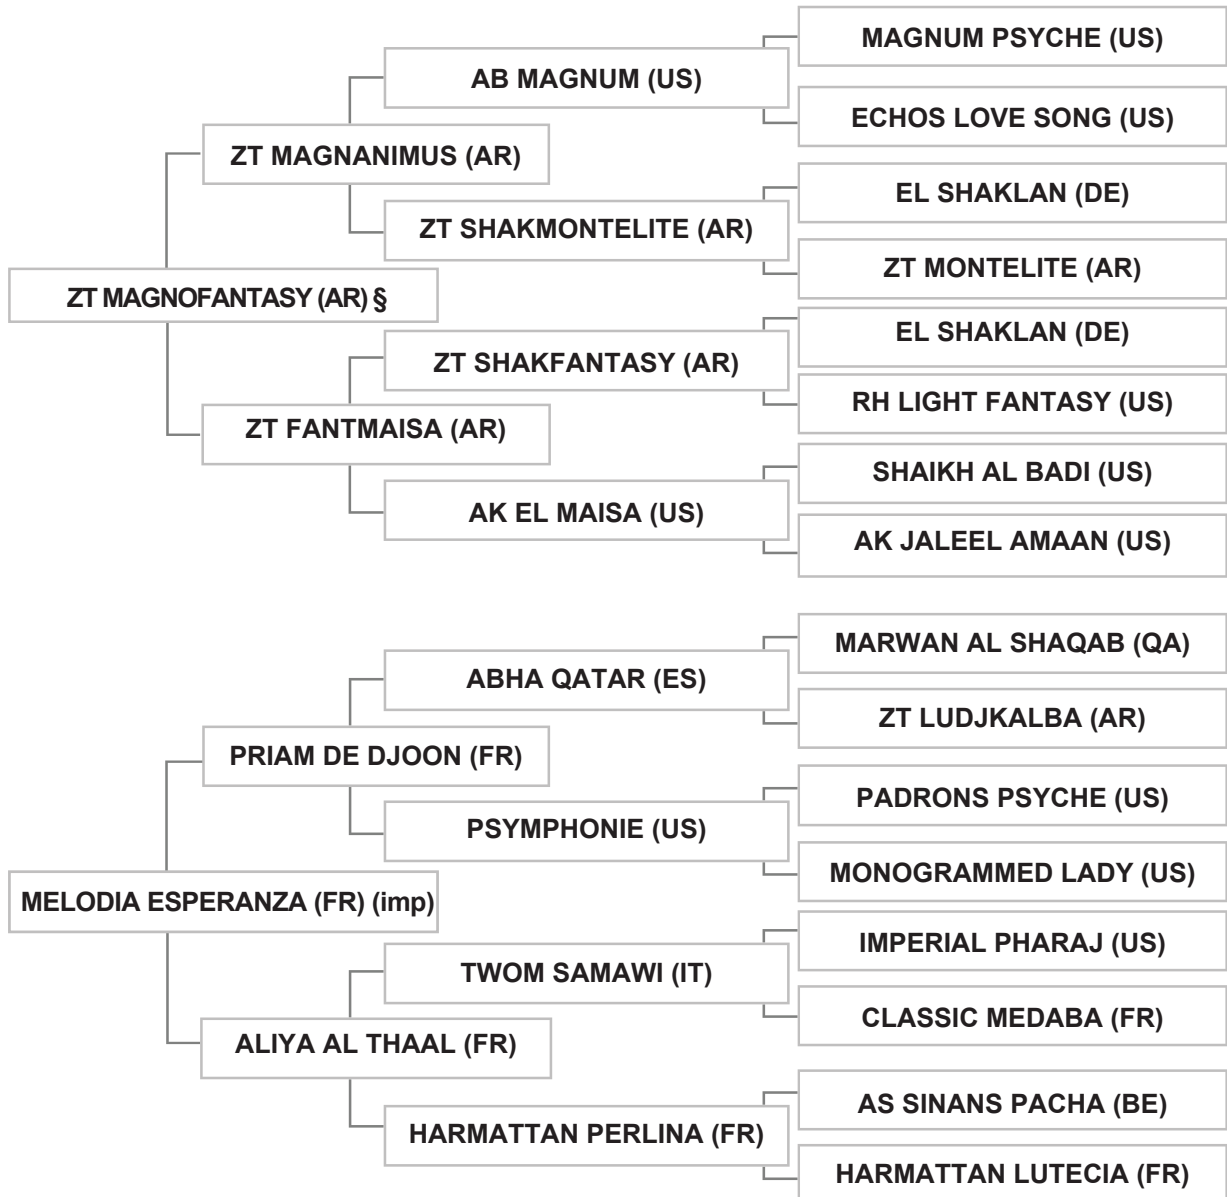 MAGNUM PSYCHE (US)
AB MAGNUM (US)
ECHOS LOVE SONG (US)
ZT MAGNANIMUS (AR)
EL SHAKLAN (DE)
ZT SHAKMONTELITE (AR)
ZT MONTELITE (AR)
ZT MAGNOFANTASY (AR) §
EL SHAKLAN (DE)
ZT SHAKFANTASY (AR)
RH LIGHT FANTASY (US)
ZT FANTMAISA (AR)
SHAIKH AL BADI (US)
AK EL MAISA (US)
AK JALEEL AMAAN (US)
MARWAN AL SHAQAB (QA)
ABHA QATAR (ES)
ZT LUDJKALBA (AR)
PRIAM DE DJOON (FR)
PADRONS PSYCHE (US)
PSYMPHONIE (US)
MONOGRAMMED LADY (US)
MELODIA ESPERANZA (FR) (imp)
IMPERIAL PHARAJ (US)
TWOM SAMAWI (IT)
CLASSIC MEDABA (FR)
ALIYA AL THAAL (FR)
AS SINANS PACHA (BE)
HARMATTAN PERLINA (FR)
HARMATTAN LUTECIA (FR)